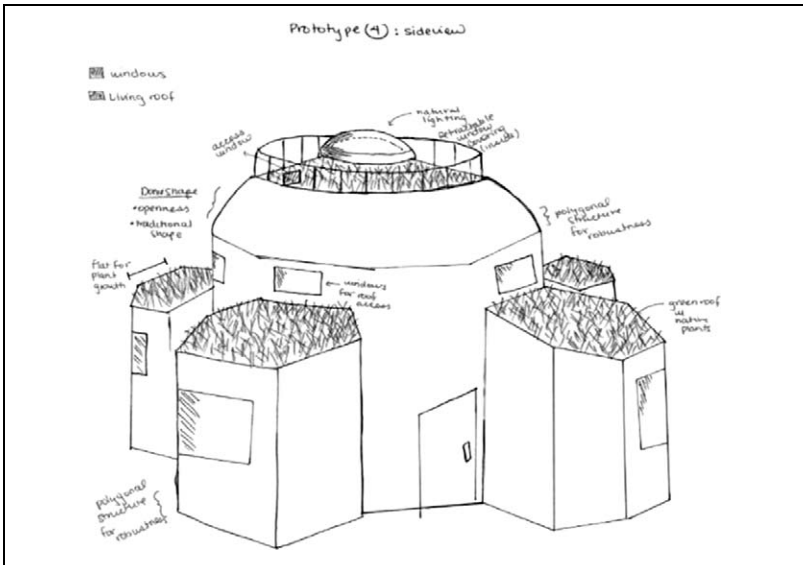 Prototype (4) : sideview
windows
Living roof
natural
lighting
access
window
retractable
window
covering
(inside)
Dome shape
• openness
• traditional
shape
polygonal
structure
for robustness
flat for
plant
growth
windows
for roof
access
green roof
w
native
plants
polygonal
structure
for robustness